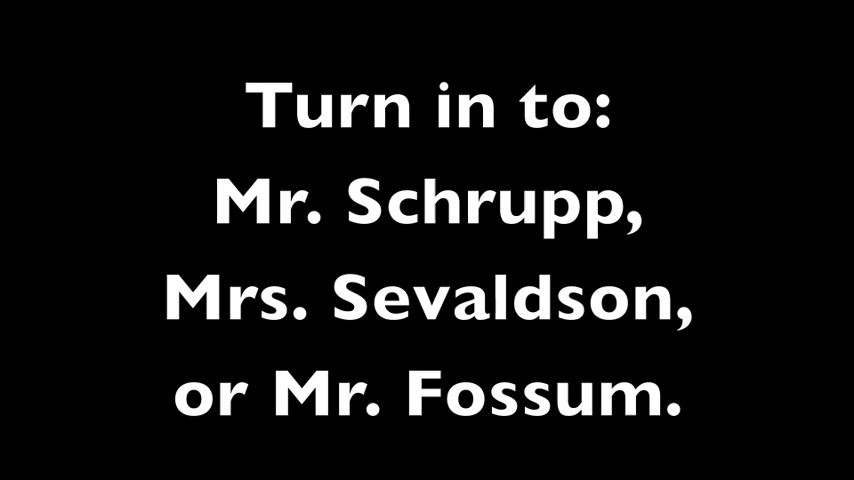 Turn in to:
Mr. Schrupp,
Mrs. Sevaldson,
or Mr. Fossum.